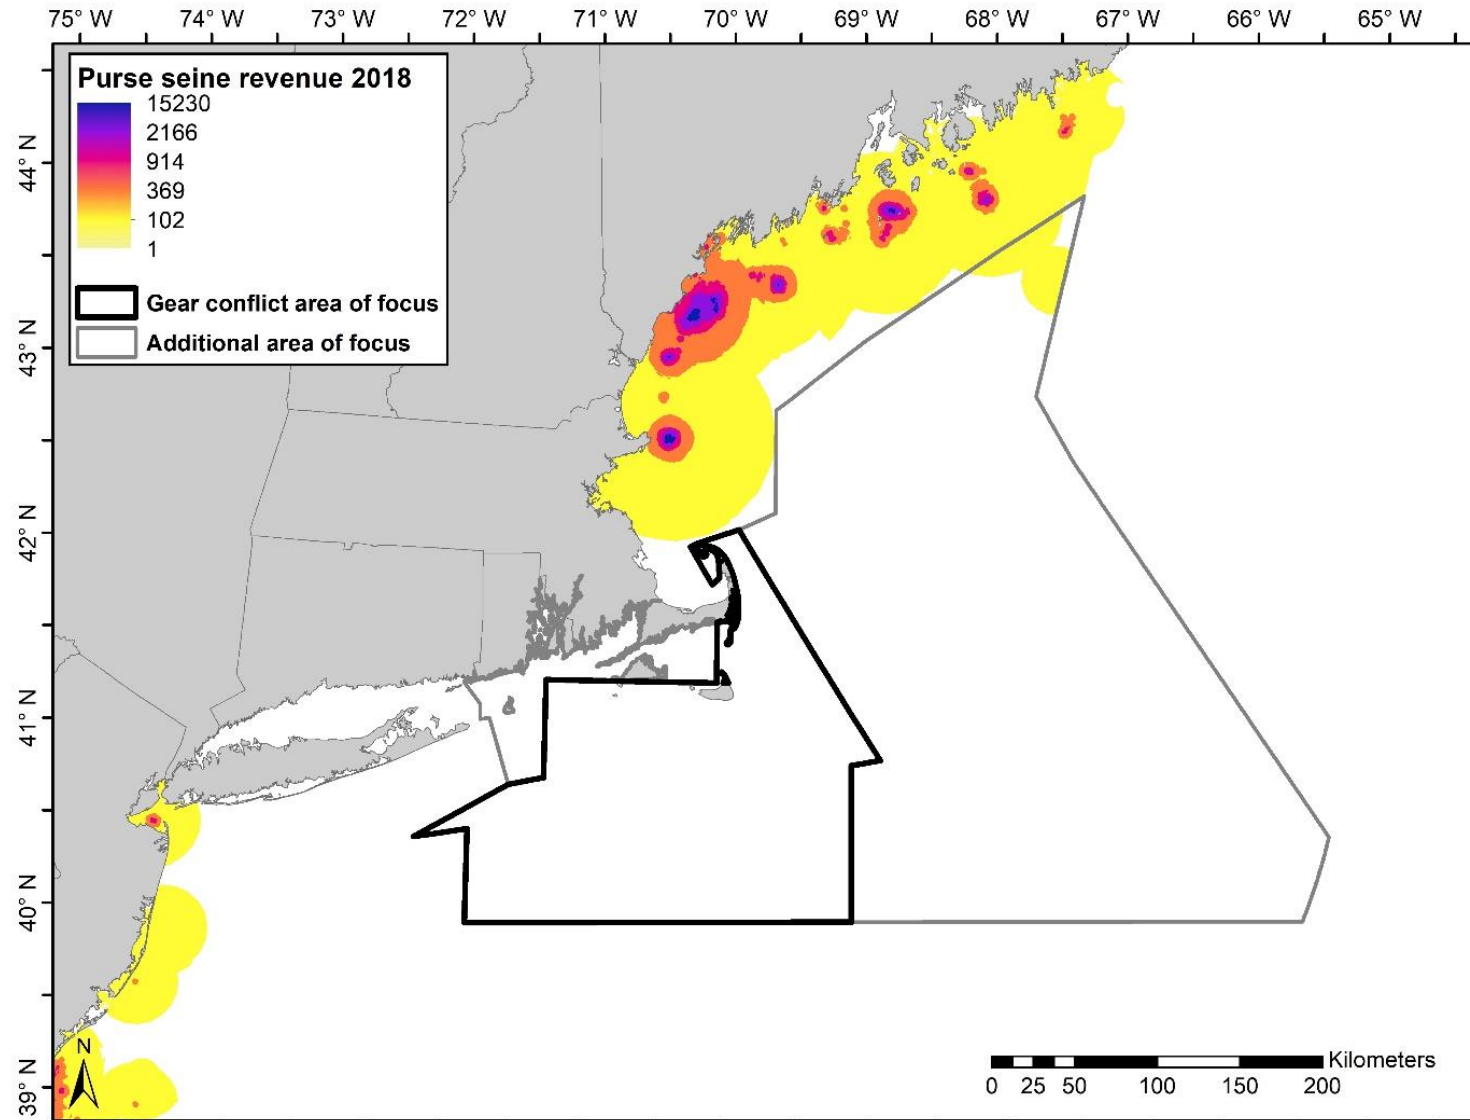 75° W 74° W 73° W 72° W 71° W 70° W 69° W 68° W 67° W 66° W 65° W
Purse seine revenue 2018
15230
2166
914
369
102
1
Gear conflict area of focus
Additional area of focus
44° N
43° N
42° N
41° N
40° N
39° N
N
Kilometers
0 25 50 100 150 200